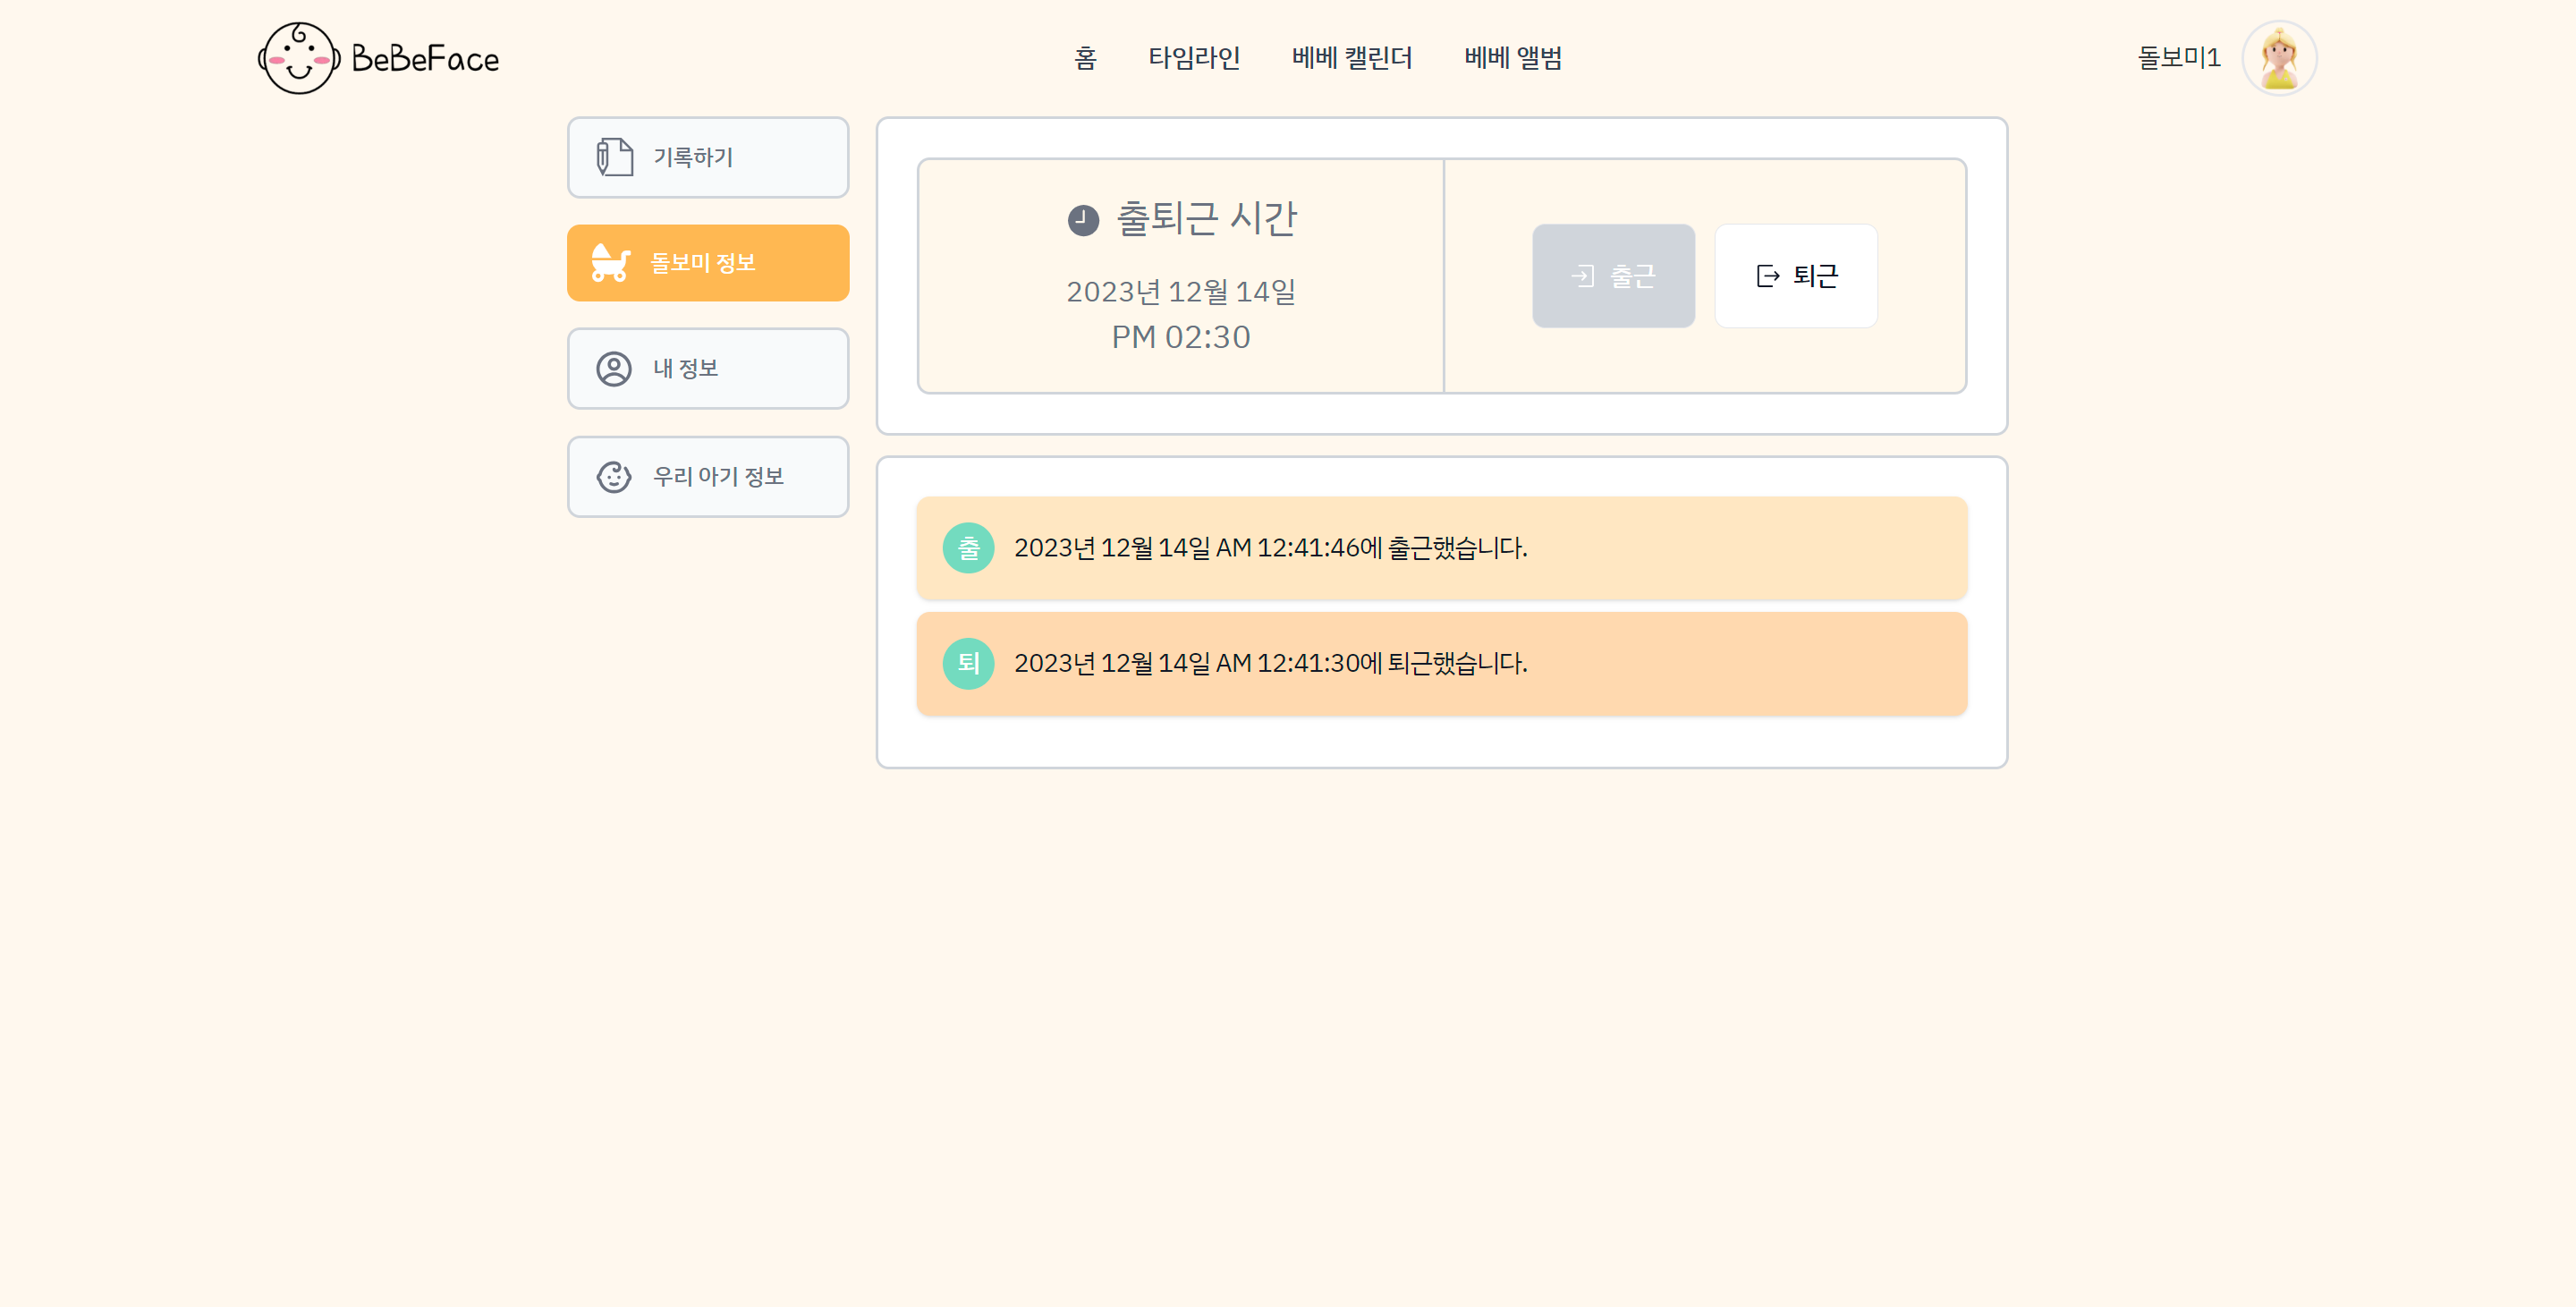 BeBeFace
홈 타임라인 베베 캘린더 베베 앨범
돌보미1
기록하기
돌보미 정보
내 정보
우리 아기 정보
출퇴근 시간
2023년 12월 14일
PM 02:30
출근
퇴근
출 2023년 12월 14일 AM 12:41:46에 출근했습니다.
퇴 2023년 12월 14일 AM 12:41:30에 퇴근했습니다.